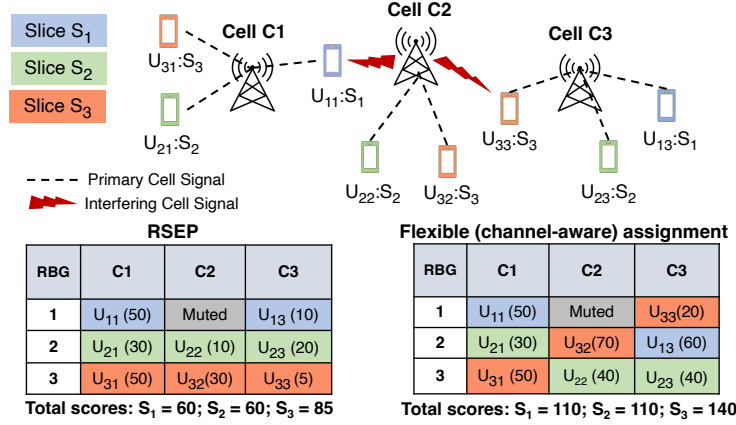 Slice S1
Slice S2
Slice S3
Cell C1
Cell C2
Cell C3
U31:S3
U11:S1
U21:S2
U33:S3
U13:S1
U22:S2
U32:S3
U23:S2
Primary Cell Signal
Interfering Cell Signal
RSEP
RBG C1 C2 C3
1 U11 (50) Muted U13 (10)
2 U21 (30) U22 (10) U23 (20)
3 U31 (50) U32(30) U33 (5)
Total scores: S1 = 60; S2 = 60; S3 = 85
Flexible (channel-aware) assignment
RBG C1 C2 C3
1 U11 (50) Muted U33(20)
2 U21 (30) U32(70) U13 (60)
3 U31 (50) U22 (40) U23 (40)
Total scores: S1 = 110; S2 = 110; S3 = 140